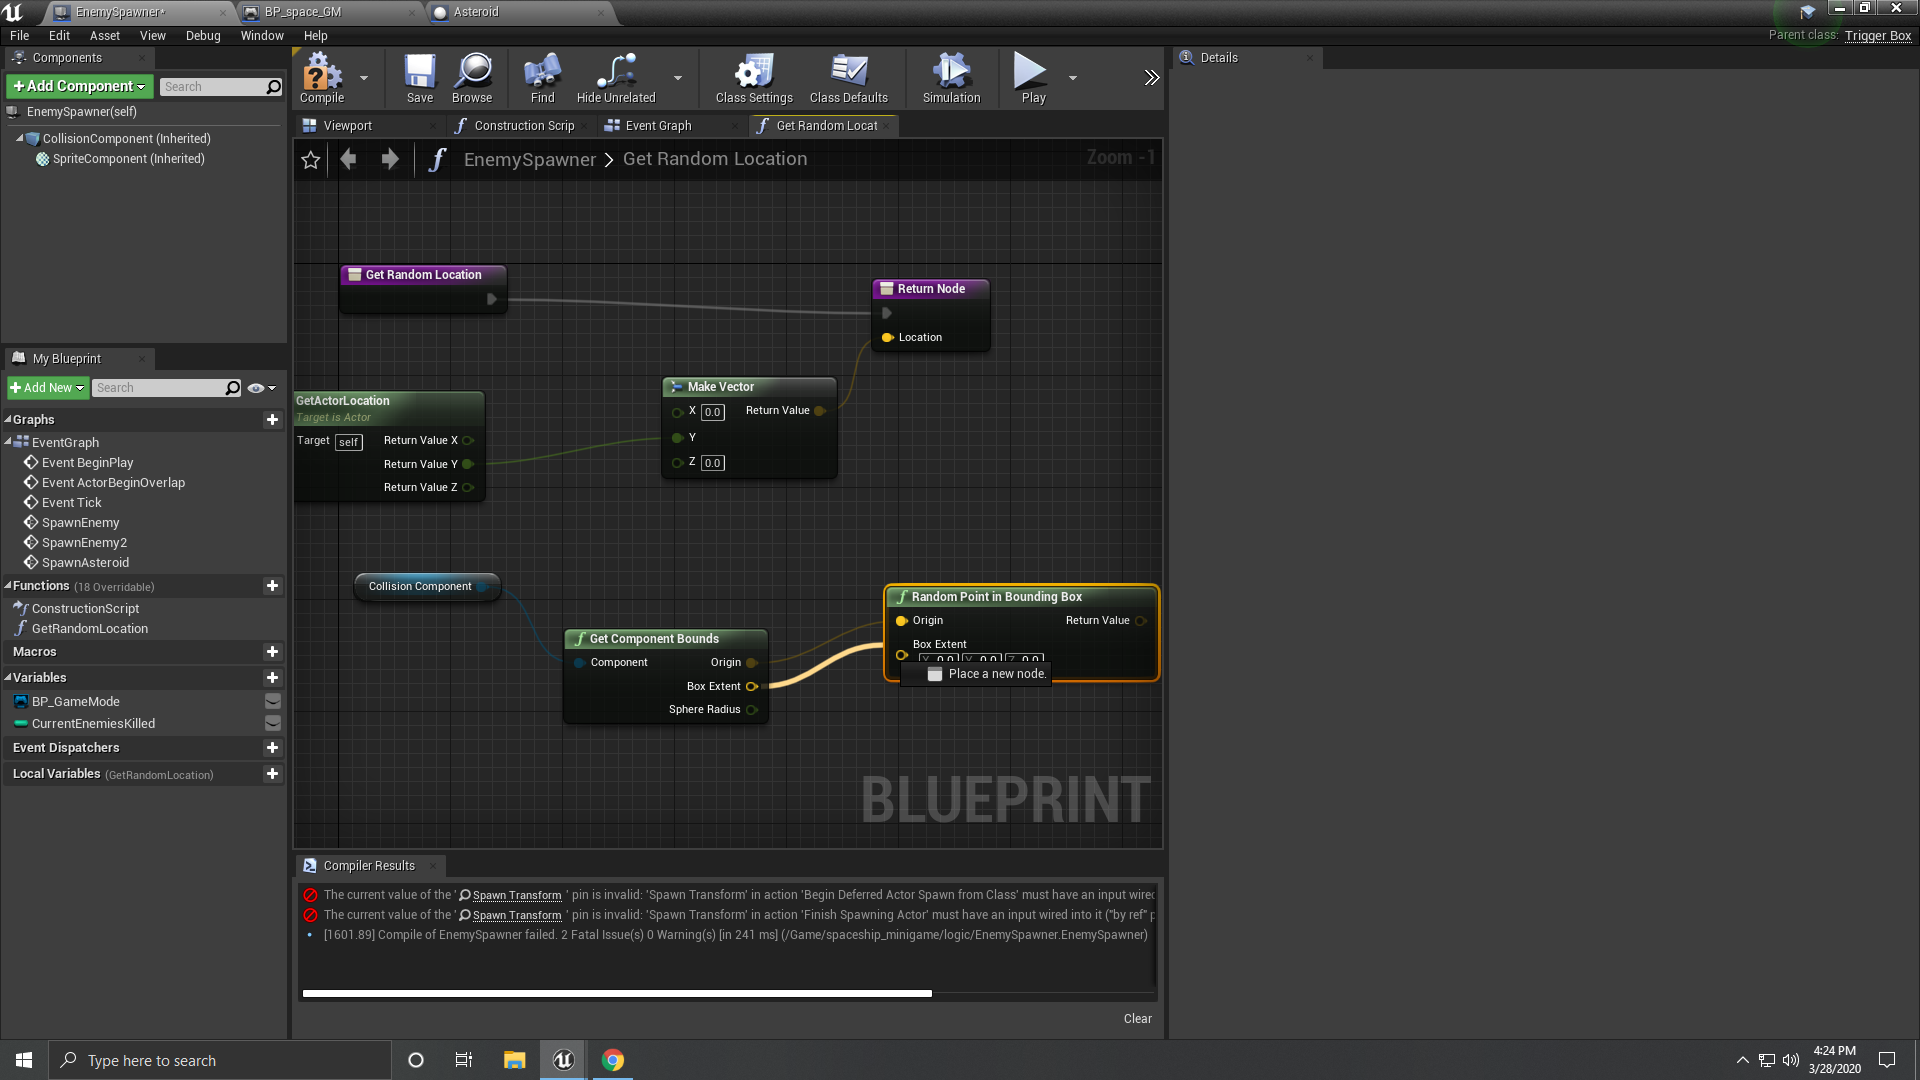 EnemySpawner*
BP_space_GM
Asteroid
File Edit Asset View Debug Window Help
Parent class: Trigger Box
Components
+Add Component
Search
EnemySpawner(self)
CollisionComponent (Inherited)
SpriteComponent (Inherited)
Compile
Save
Browse
Find
Hide Unrelated
Class Settings
Class Defaults
Simulation
Play
Details
Viewport
Construction Scrip
Event Graph
Get Random Locat
EnemySpawner > Get Random Location
Zoom -1
My Blueprint
+Add New
Search
Graphs
EventGraph
Event BeginPlay
Event ActorBeginOverlap
Event Tick
SpawnEnemy
SpawnEnemy2
SpawnAsteroid
Functions (18 Overridable)
ConstructionScript
GetRandomLocation
Macros
Variables
BP_GameMode
CurrentEnemiesKilled
Event Dispatchers
Local Variables (GetRandomLocation)
Get Random Location
Return Node
Location
GetActorLocation
Target is Actor
Target self
Return Value X
Return Value Y
Return Value Z
Make Vector
X 0.0
Return Value
Y
Z 0.0
Collision Component
Get Component Bounds
Component
Origin
Box Extent
Sphere Radius
Random Point in Bounding Box
Origin
Return Value
Box Extent
X 0.0 Y 0.0 Z 0.0
Place a new node.
BLUEPRINT
Compiler Results
The current value of the ' Spawn Transform ' pin is invalid: 'Spawn Transform' in action 'Begin Deferred Actor Spawn from Class' must have an input wired
The current value of the ' Spawn Transform ' pin is invalid: 'Spawn Transform' in action 'Finish Spawning Actor' must have an input wired into it ("by ref" p
[1601.89] Compile of EnemySpawner failed. 2 Fatal Issue(s) 0 Warning(s) [in 241 ms] (/Game/spaceship_minigame/logic/EnemySpawner.EnemySpawner)
Clear
Type here to search
4:24 PM
3/28/2020